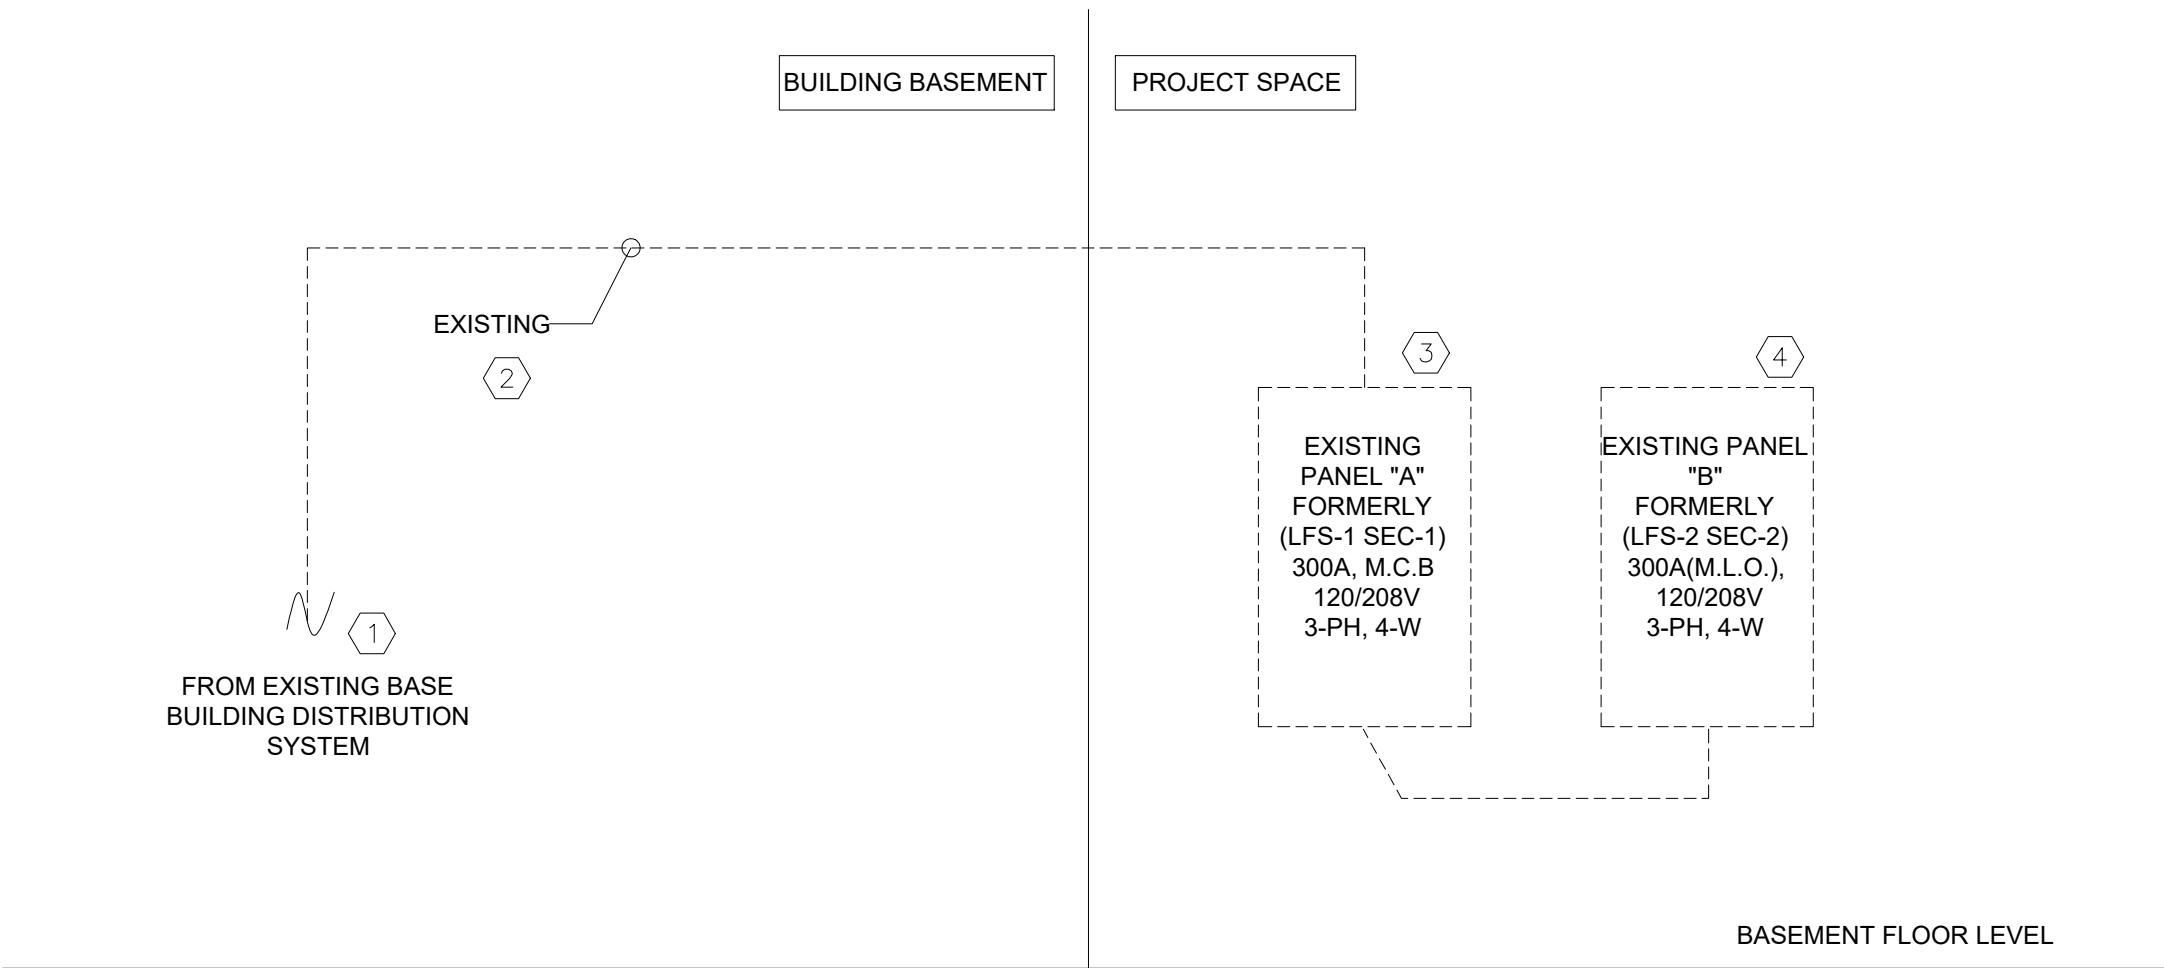 BUILDING BASEMENT
PROJECT SPACE
EXISTING
2
3
4
EXISTING
PANEL "A"
FORMERLY
(LFS-1 SEC-1)
300A, M.C.B
120/208V
3-PH, 4-W
EXISTING PANEL
"B"
FORMERLY
(LFS-2 SEC-2)
300A(M.L.O.),
120/208V
3-PH, 4-W
1
FROM EXISTING BASE
BUILDING DISTRIBUTION
SYSTEM
BASEMENT FLOOR LEVEL